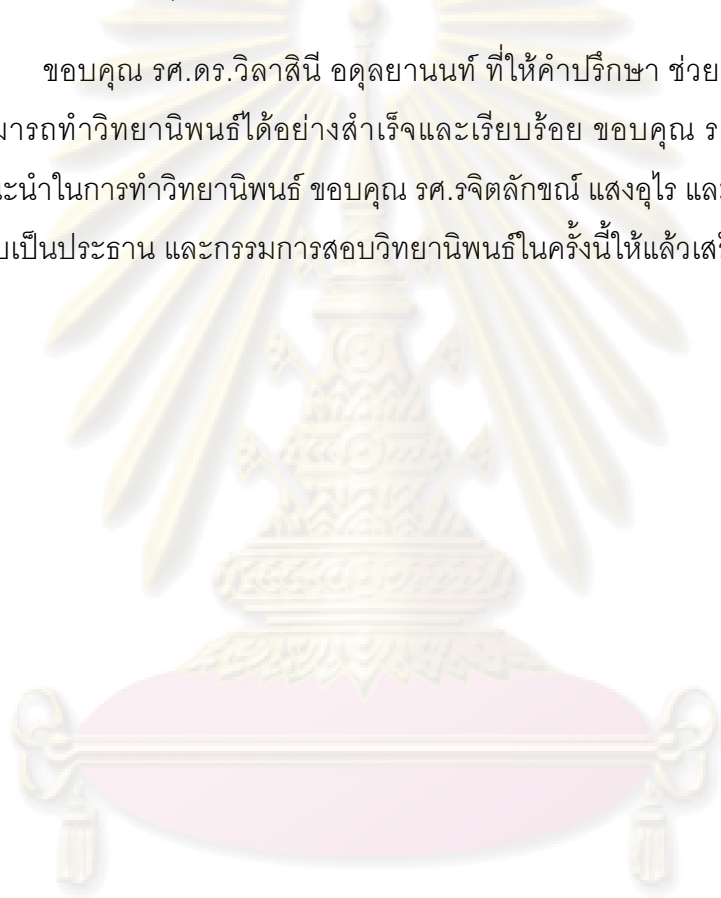 ขอบคุณ รศ.ดร.วิลาสินี อดุลยานนท์ ที่ให้คำปรึกษา ช่วย
มารถทำวิทยานิพนธ์ได้อย่างสำเร็จและเรียบร้อย ขอบคุณ ร
นะนำในการทำวิทยานิพนธ์ ขอบคุณ รศ.รจิตลักขณ์ แสงอุไร และ
บเป็นประธาน และกรรมการสอบวิทยานิพนธ์ในครั้งนี้ให้แล้วเสร็